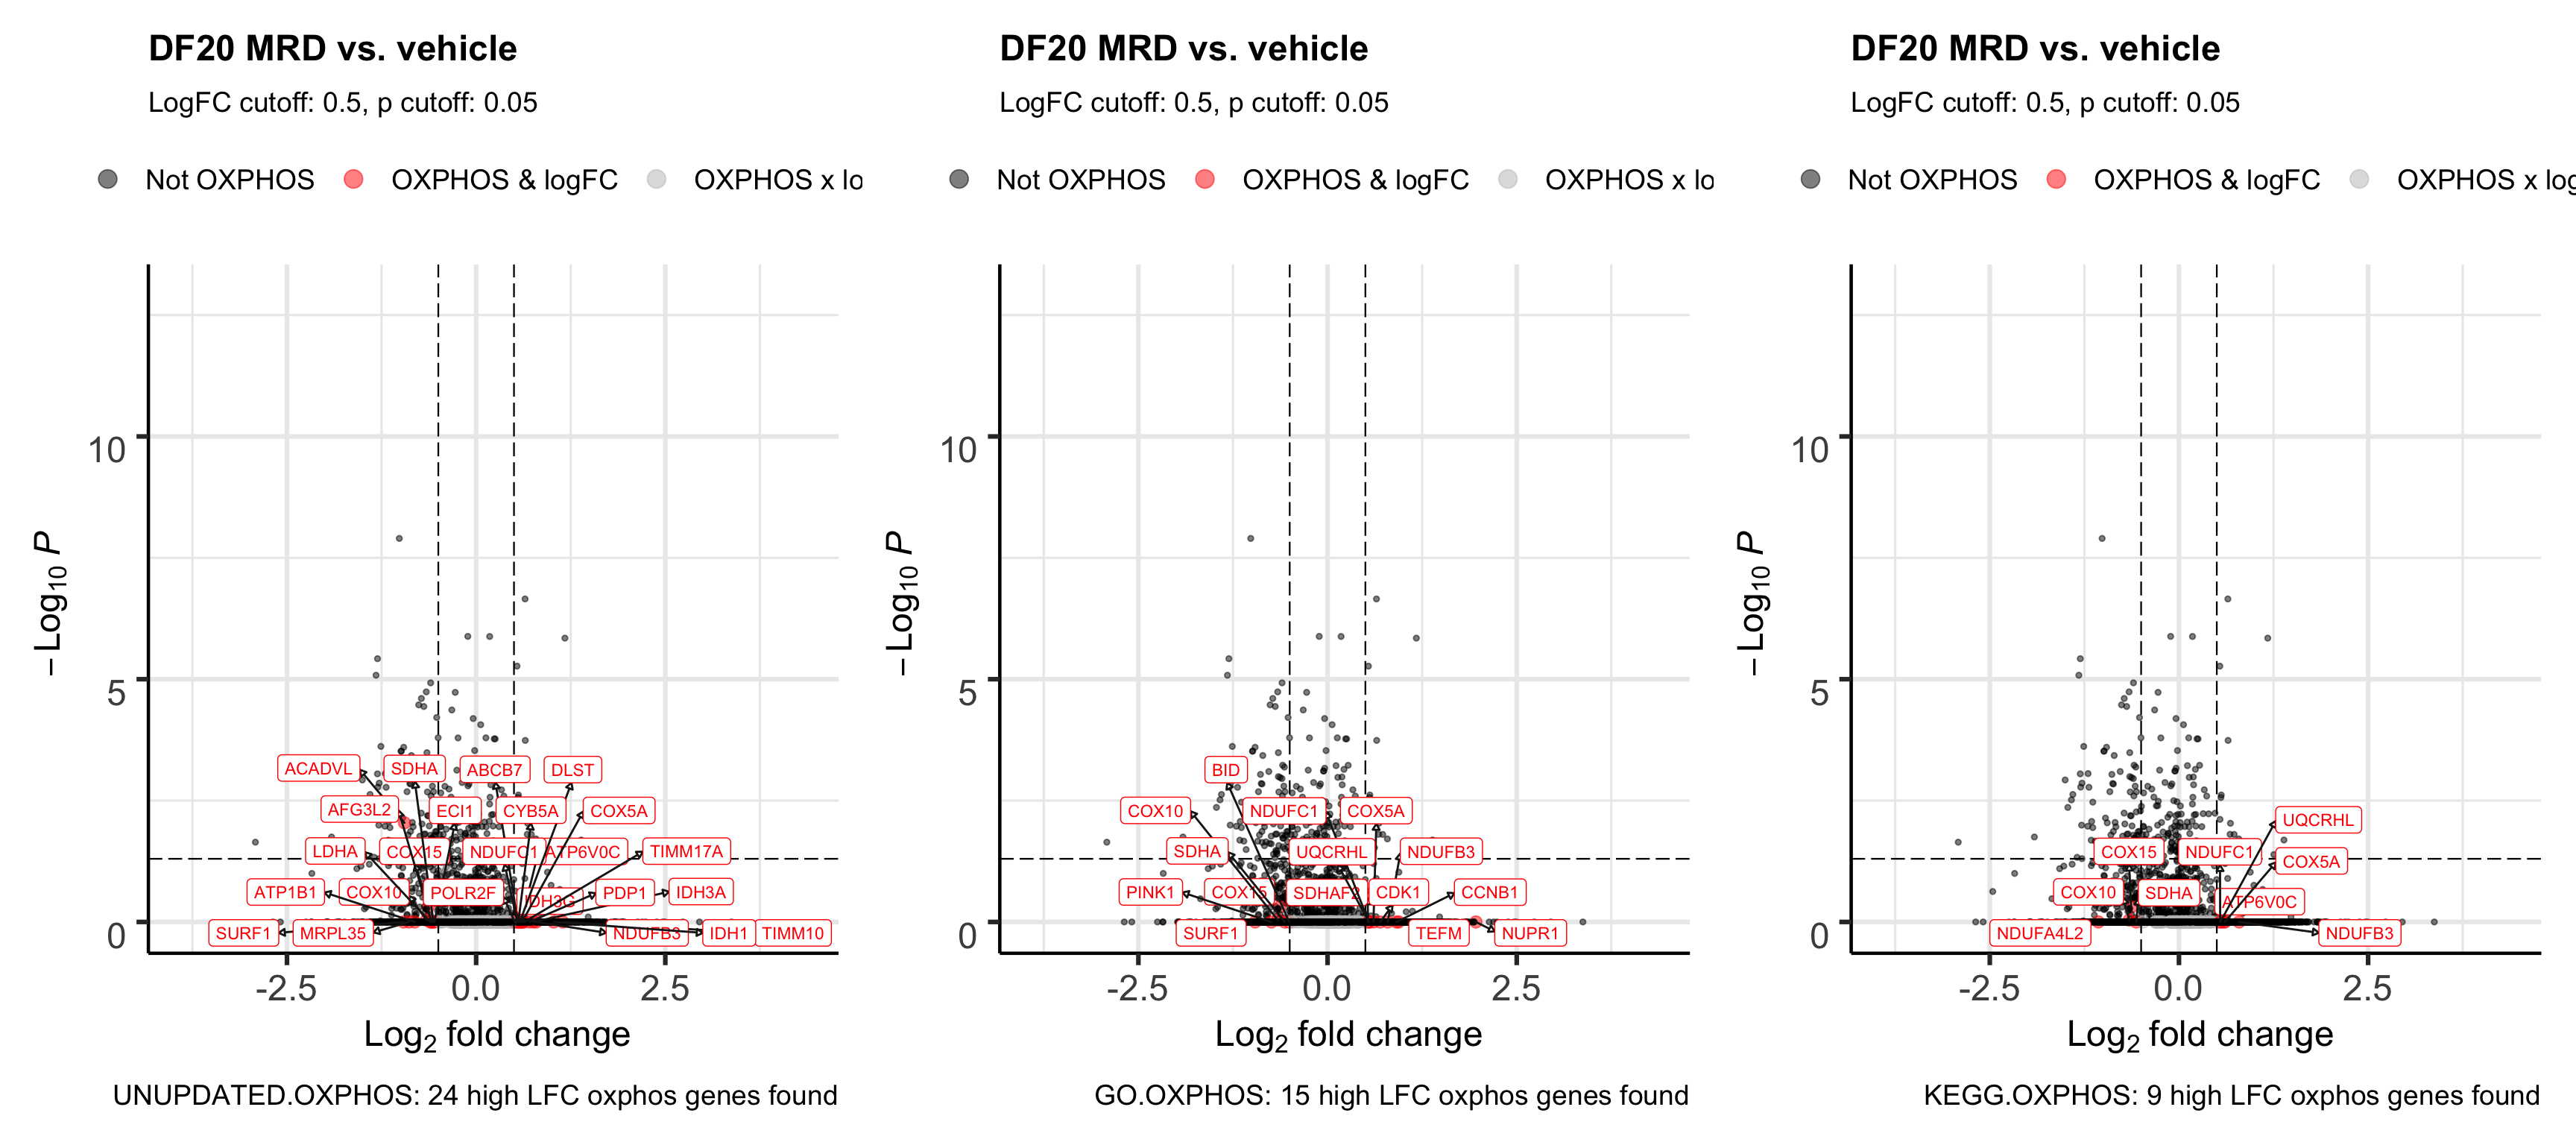 DF20 MRD vs. vehicle
LogFC cutoff: 0.5, p cutoff: 0.05
Not OXPHOS OXPHOS & logFC OXPHOS x lo
−Log10 P
10
5
0
ACADVL SDHA ABCB7 DLST
AFG3L2 ECI1 CYB5A COX5A
LDHA COX15 NDUFC1 ATP6V0C TIMM17A
ATP1B1 COX10 POLR2F IDH3G PDP1 IDH3A
SURF1 MRPL35 NDUFB3 IDH1 TIMM10
-2.5 0.0 2.5
Log2 fold change
UNUPDATED.OXPHOS: 24 high LFC oxphos genes found
DF20 MRD vs. vehicle
LogFC cutoff: 0.5, p cutoff: 0.05
Not OXPHOS OXPHOS & logFC OXPHOS x lo
−Log10 P
10
5
0
BID
COX10 NDUFC1 COX5A
SDHA UQCRHL NDUFB3
PINK1 COX15 SDHAF2 CDK1 CCNB1
SURF1 TEFM NUPR1
-2.5 0.0 2.5
Log2 fold change
GO.OXPHOS: 15 high LFC oxphos genes found
DF20 MRD vs. vehicle
LogFC cutoff: 0.5, p cutoff: 0.05
Not OXPHOS OXPHOS & logFC OXPHOS x log
−Log10 P
10
5
0
UQCRHL
COX15 NDUFC1 COX5A
COX10 SDHA ATP6V0C
NDUFA4L2 NDUFB3
-2.5 0.0 2.5
Log2 fold change
KEGG.OXPHOS: 9 high LFC oxphos genes found